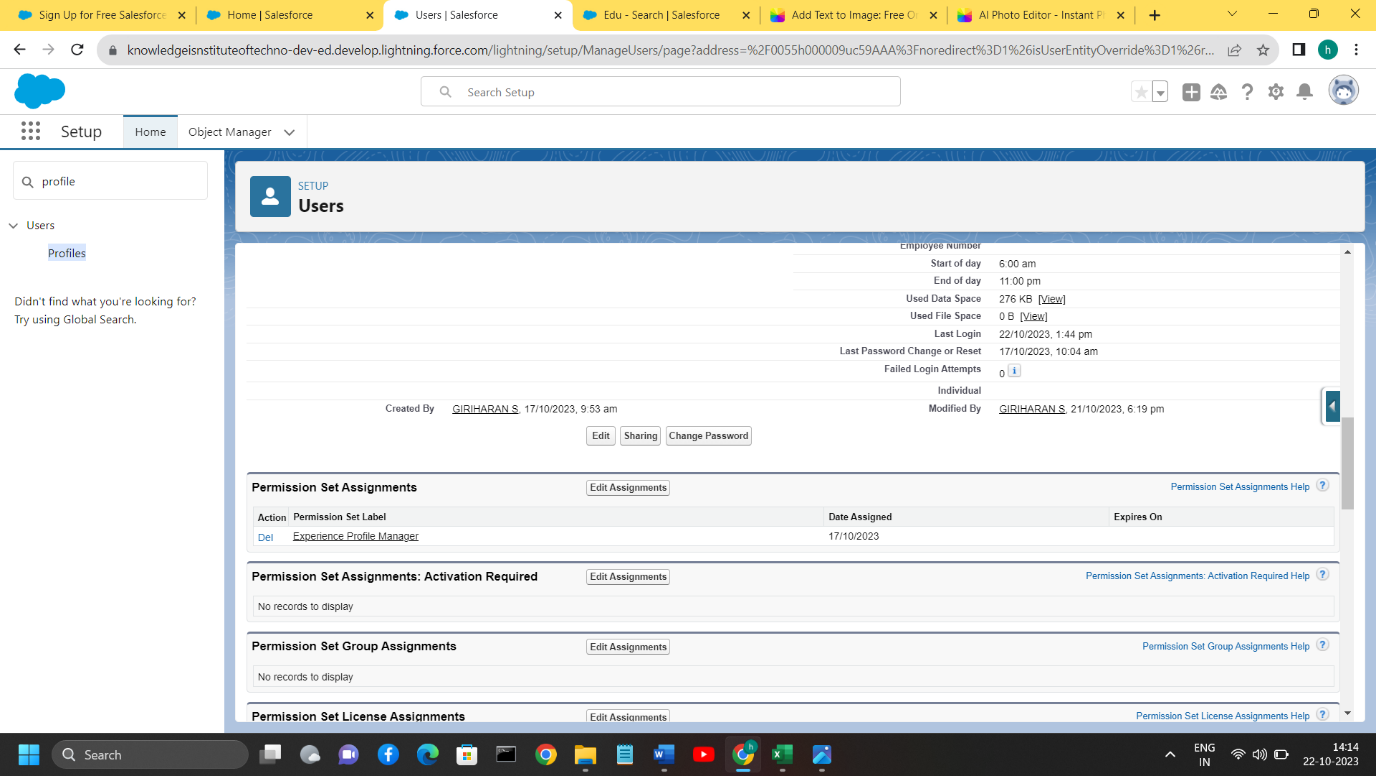 Sign Up for Free Salesforce
Home | Salesforce
Users | Salesforce
Edu - Search | Salesforce
Add Text to Image: Free O
AI Photo Editor - Instant P
knowledgeisnstituteoftechno-dev-ed.develop.lightning.force.com/lightning/setup/ManageUsers/page?address=%2F0055h000009uc59AAA%3Fnoredirect%3D1%26isUserEntityOverride%3D1%26r...
h
Search Setup
Setup
Home
Object Manager
profile
Users
Profiles
Didn't find what you're looking for?
Try using Global Search.
SETUP
Users
Employee Number
Start of day 6:00 am
End of day 11:00 pm
Used Data Space 276 KB [View]
Used File Space 0 B [View]
Last Login 22/10/2023, 1:44 pm
Last Password Change or Reset 17/10/2023, 10:04 am
Failed Login Attempts 0 i
Individual
Created By GIRIHARAN S, 17/10/2023, 9:53 am Modified By GIRIHARAN S, 21/10/2023, 6:19 pm
Edit Sharing Change Password
Permission Set Assignments Edit Assignments Permission Set Assignments Help ?
Action Permission Set Label Date Assigned Expires On
Del Experience Profile Manager 17/10/2023
Permission Set Assignments: Activation Required Edit Assignments Permission Set Assignments: Activation Required Help ?
No records to display
Permission Set Group Assignments Edit Assignments Permission Set Group Assignments Help ?
No records to display
Permission Set License Assignments Edit Assignments Permission Set License Assignments Help ?
Search
ENG
IN
14:14
22-10-2023